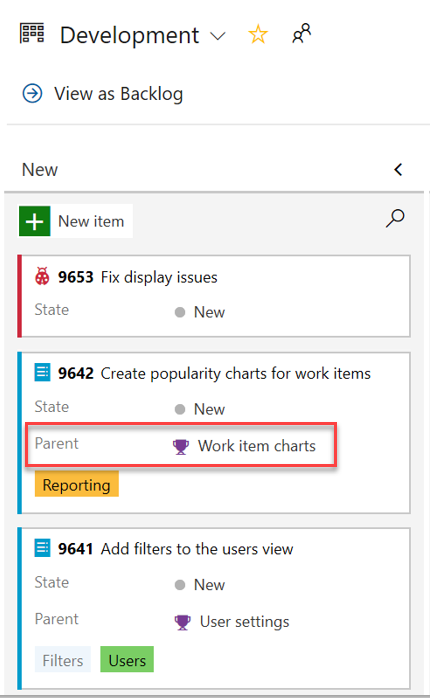 Development
View as Backlog
New
New item
9653 Fix display issues
State New
9642 Create popularity charts for work items
State New
Parent Work item charts
Reporting
9641 Add filters to the users view
State New
Parent User settings
Filters Users